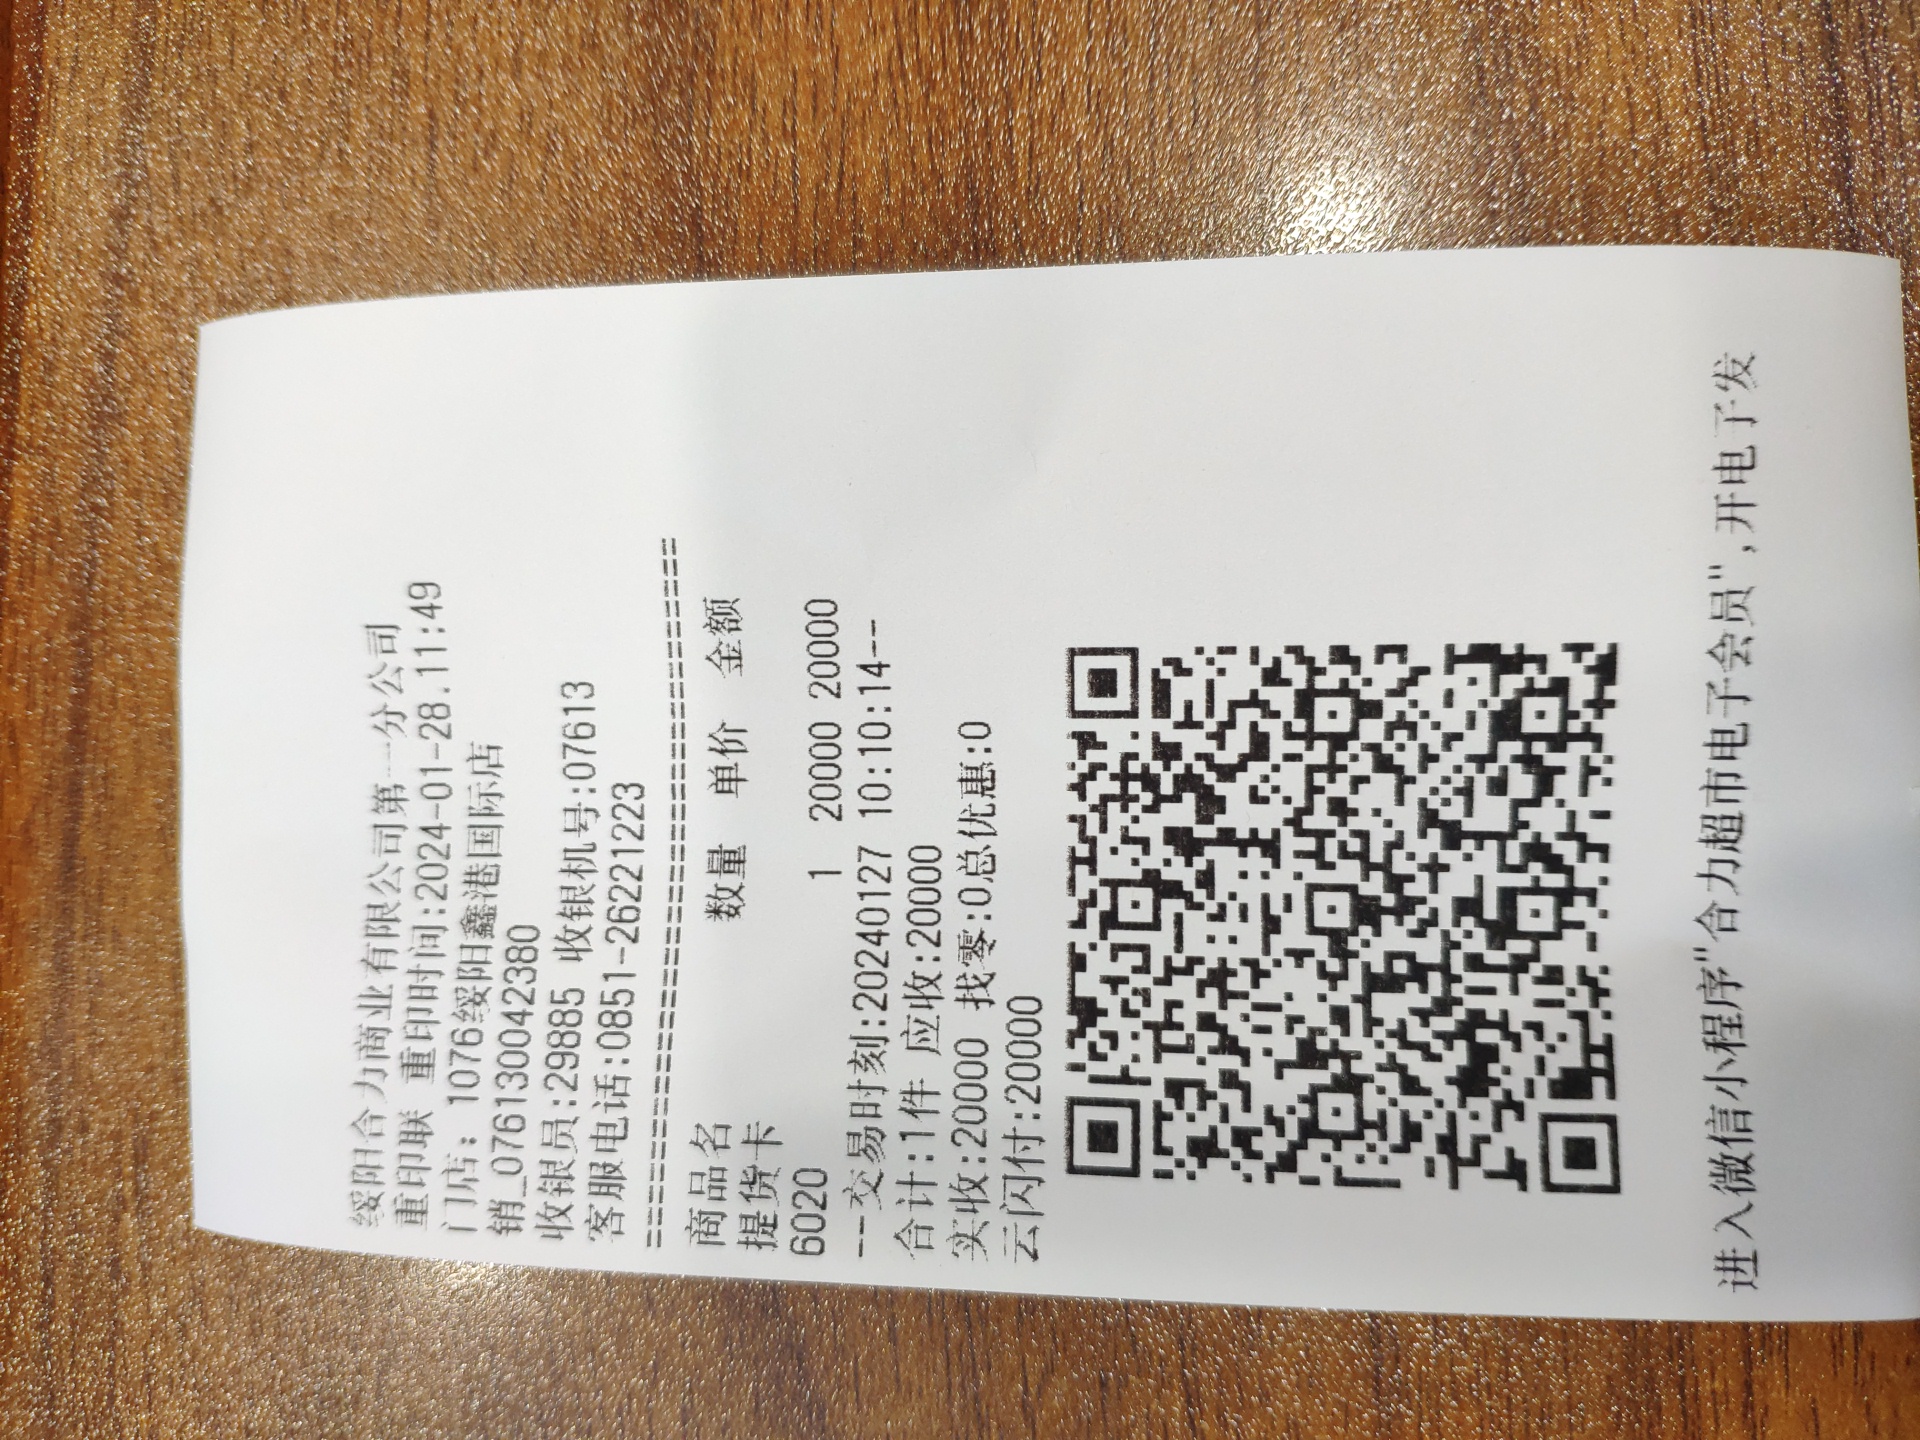 绥阳合力商业有限公司第一分公司
重印联 重印时间:2024-01-28.11:49
门店: 1076绥阳鑫港国际店
销_076130042380
收银员:29885 收银机号:07613
客服电话:0851-26221223
==========================================
商品名 数量 单价 金额
提货卡
6020 1 20000 20000
--交易时刻:20240127 10:10:14--
合计:1件 应收:20000
实收:20000 找零:0总优惠:0
云闪付:20000
进入微信小程序"合力超市电子会员",开电子发